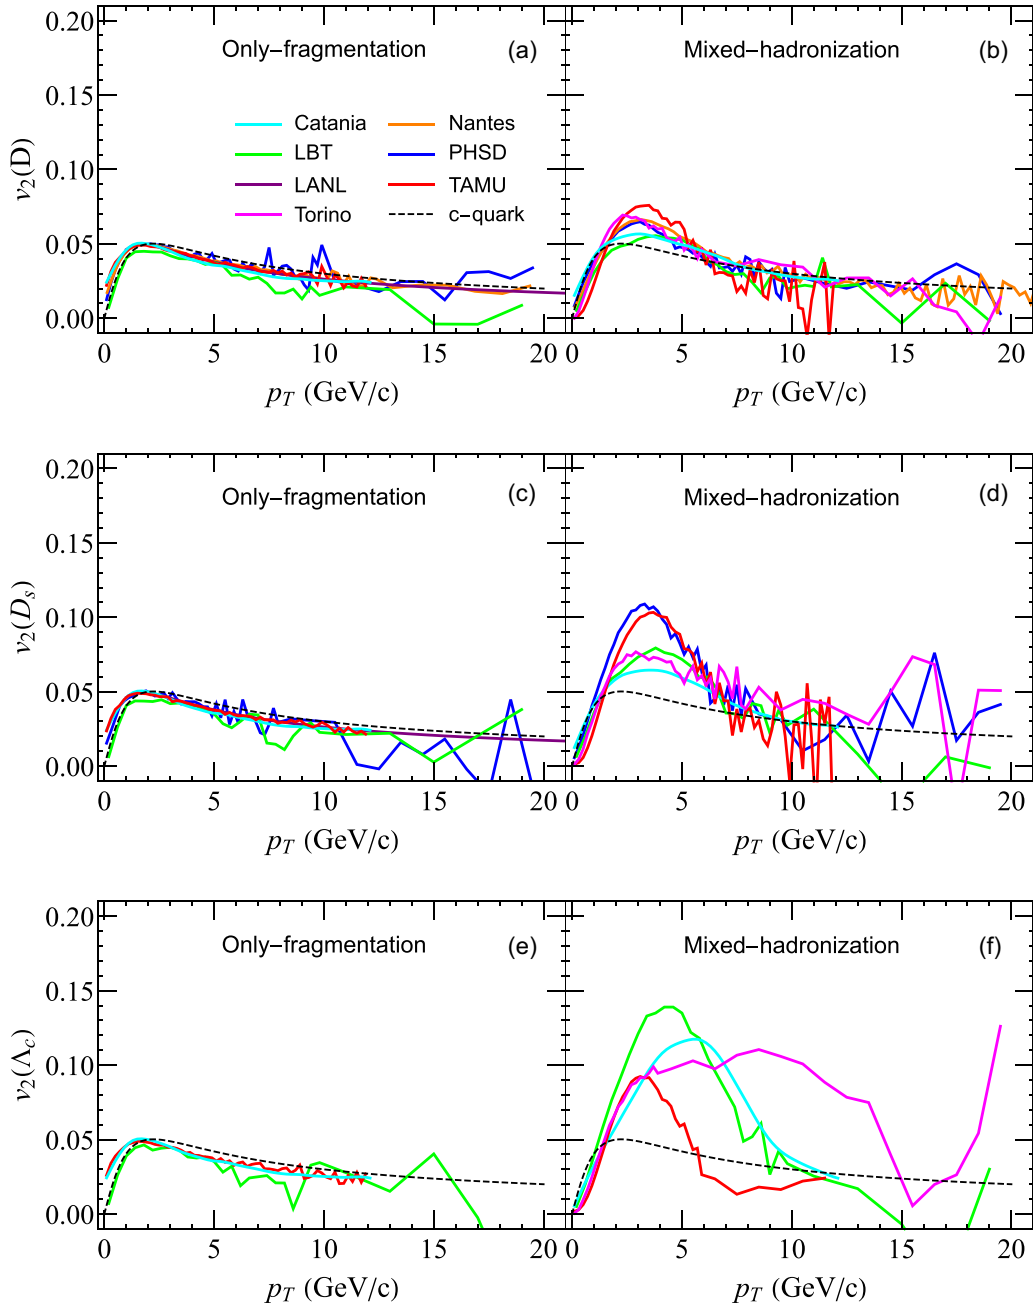 0.20
0.15
0.10
0.05
0.00
v2(D)
Only−fragmentation
(a)
Catania
Nantes
LBT
PHSD
LANL
TAMU
Torino
c−quark
0 5 10 15 20
pT (GeV/c)
Mixed−hadronization
(b)
0 5 10 15 20
pT (GeV/c)
0.20
0.15
0.10
0.05
0.00
v2(Ds)
Only−fragmentation
(c)
0 5 10 15 20
pT (GeV/c)
Mixed−hadronization
(d)
0 5 10 15 20
pT (GeV/c)
0.20
0.15
0.10
0.05
0.00
v2(Λc)
Only−fragmentation
(e)
0 5 10 15 20
pT (GeV/c)
Mixed−hadronization
(f)
0 5 10 15 20
pT (GeV/c)